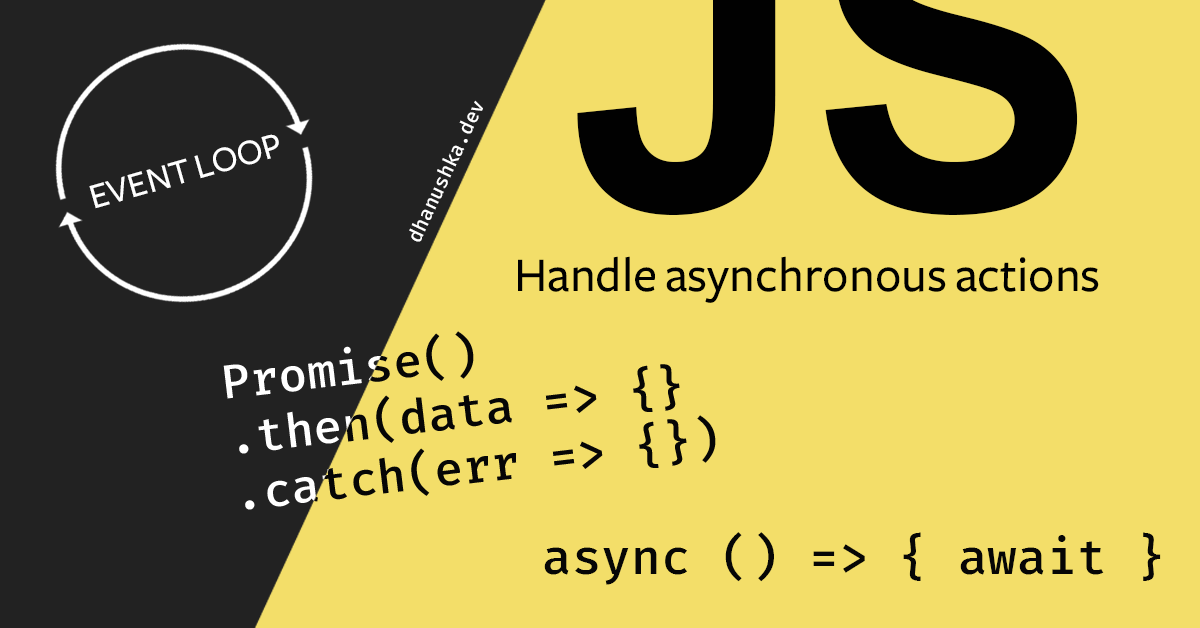 JS
EVENT LOOP
dhanushka.dev
Handle asynchronous actions
Promise()
.then(data => {}
.catch(err => {})
async () => { await }